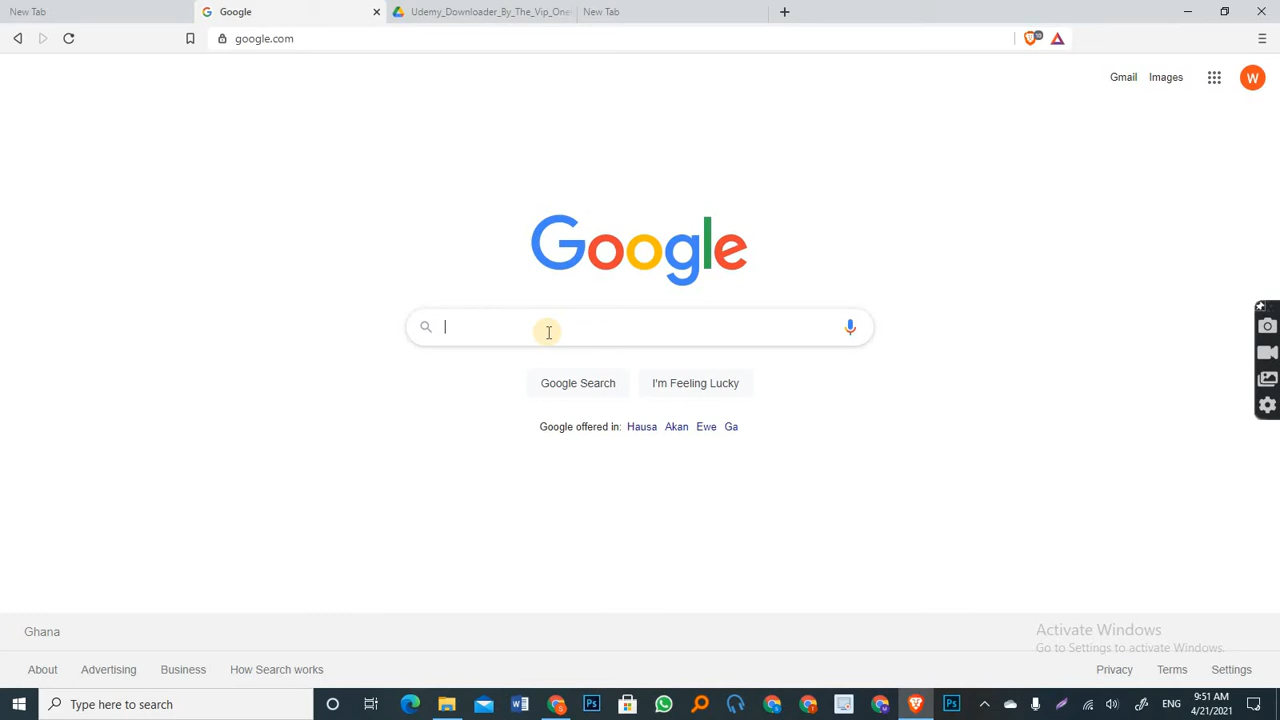 New Tab
Google
Udemy_Downloader_By_The_Vip_One
New Tab
google.com
Gmail Images
W
Google
Google Search I'm Feeling Lucky
Google offered in: Hausa Akan Ewe Ga
Ghana
Activate Windows
Go to Settings to activate Windows.
About Advertising Business How Search works
Privacy Terms Settings
Type here to search
ENG
9:51 AM
4/21/2021